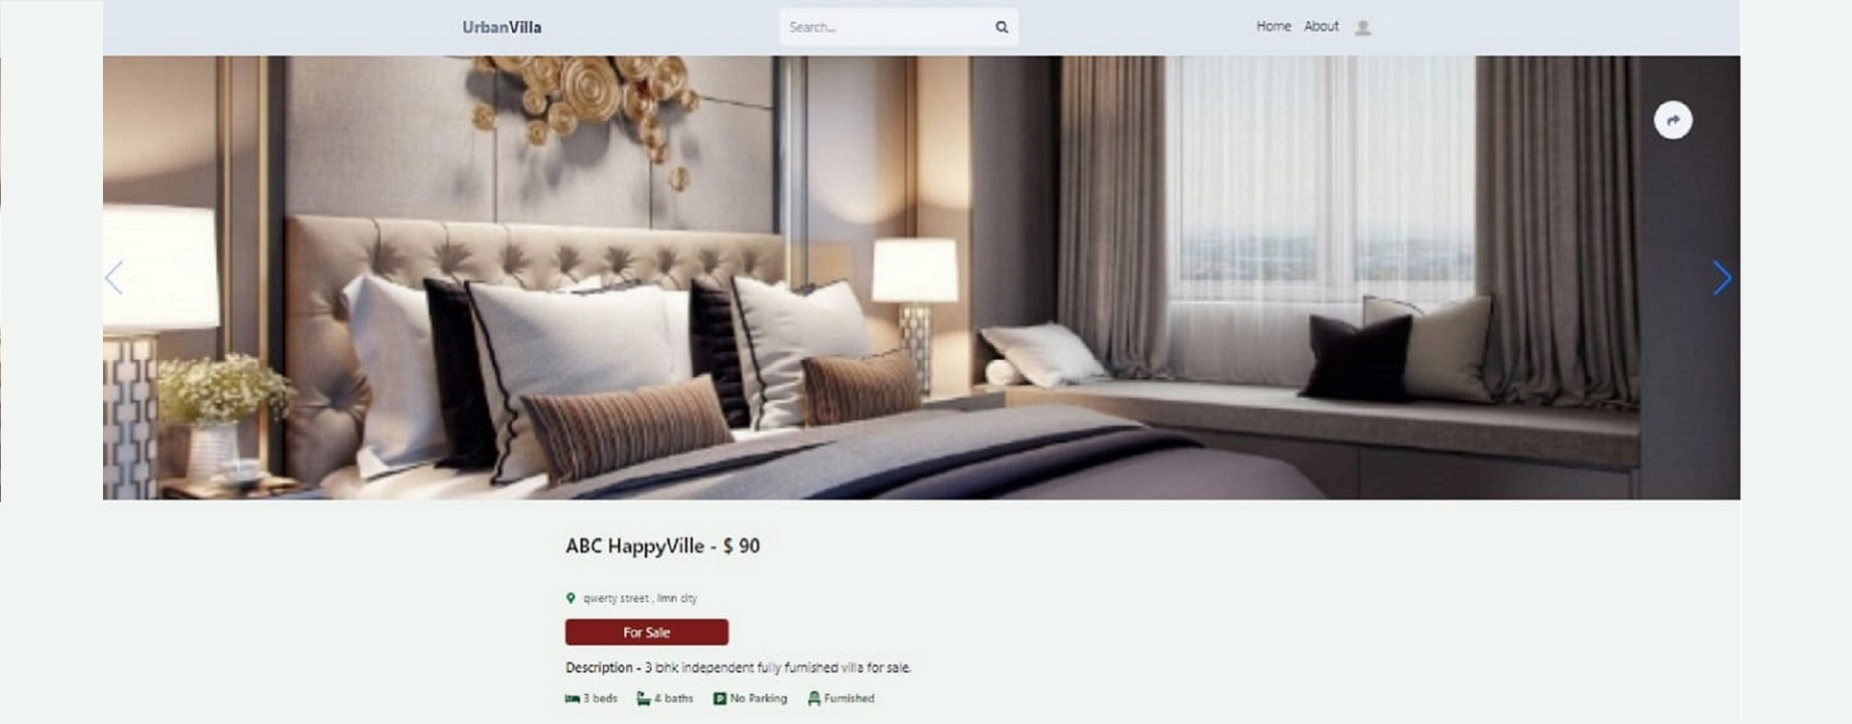 UrbanVilla
Search...
Home About
ABC HappyVille - $ 90
qwerty street , lmn city
For Sale
Description - 3 bhk independent fully furnished villa for sale.
3 beds 4 baths P No Parking Furnished